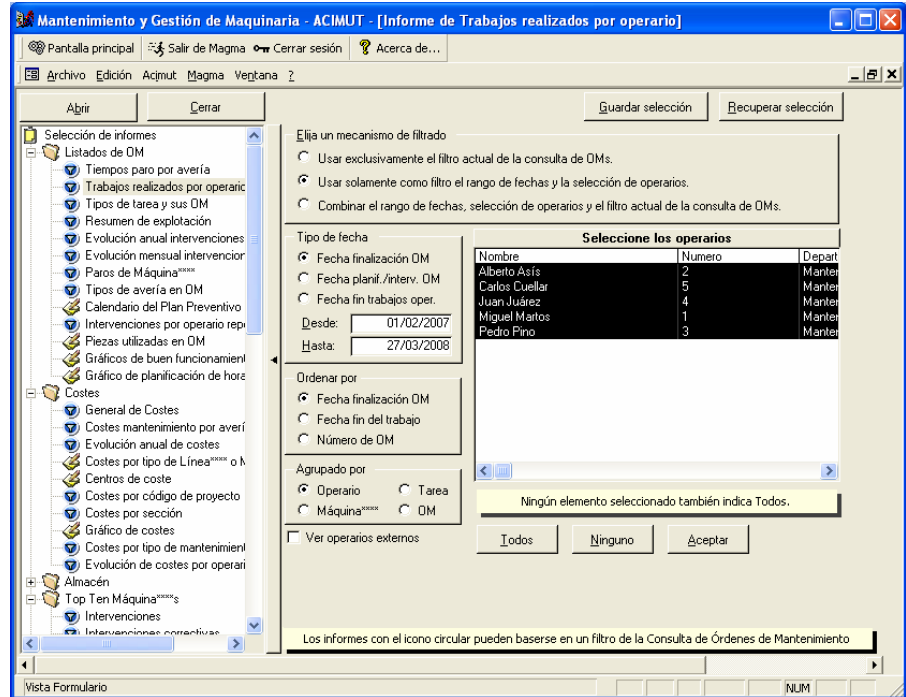 Mantenimiento y Gestión de Maquinaria - ACIMUT - [Informe de Trabajos realizados por operario]
Pantalla principal Salir de Magma Cerrar sesión Acerca de...
Archivo Edición Acimut Magma Ventana ?
Abrir Cerrar Guardar selección Recuperar selección
Selección de informes
Listados de OM
Tiempos paro por avería
Trabajos realizados por operaric
Tipos de tarea y sus OM
Resumen de explotación
Evolución anual intervenciones
Evolución mensual intervencior
Paros de Máquina****
Tipos de avería en OM
Calendario del Plan Preventivo
Intervenciones por operario rep
Piezas utilizadas en OM
Gráficos de buen funcionamient
Gráfico de planificación de hora
Costes
General de Costes
Costes mantenimiento por averí
Evolución anual de costes
Costes por tipo de Línea**** o M
Centros de coste
Costes por código de proyecto
Costes por sección
Gráfico de costes
Costes por tipo de mantenimient
Evolución de costes por operari
Almacén
Top Ten Máquina****s
Intervenciones
Intervenciones correctivas
Elija un mecanismo de filtrado
Usar exclusivamente el filtro actual de la consulta de OMs.
Usar solamente como filtro el rango de fechas y la selección de operarios.
Combinar el rango de fechas, selección de operarios y el filtro actual de la consulta de OMs.
Tipo de fecha
Fecha finalización OM
Fecha planif./interv. OM
Fecha fin trabajos oper.
Desde: 01/02/2007
Hasta: 27/03/2008
Ordenar por
Fecha finalización OM
Fecha fin del trabajo
Número de OM
Agrupado por
Operario Tarea
Máquina**** OM
Ver operarios externos
Seleccione los operarios
Nombre Numero Depart
Alberto Asís 2 Manter
Carlos Cuellar 5 Manter
Juan Juárez 4 Manter
Miguel Martos 1 Manter
Pedro Pino 3 Manter
Ningún elemento seleccionado también indica Todos.
Todos Ninguno Aceptar
Los informes con el icono circular pueden baserse en un filtro de la Consulta de Órdenes de Mantenimiento
Vista Formulario NUM